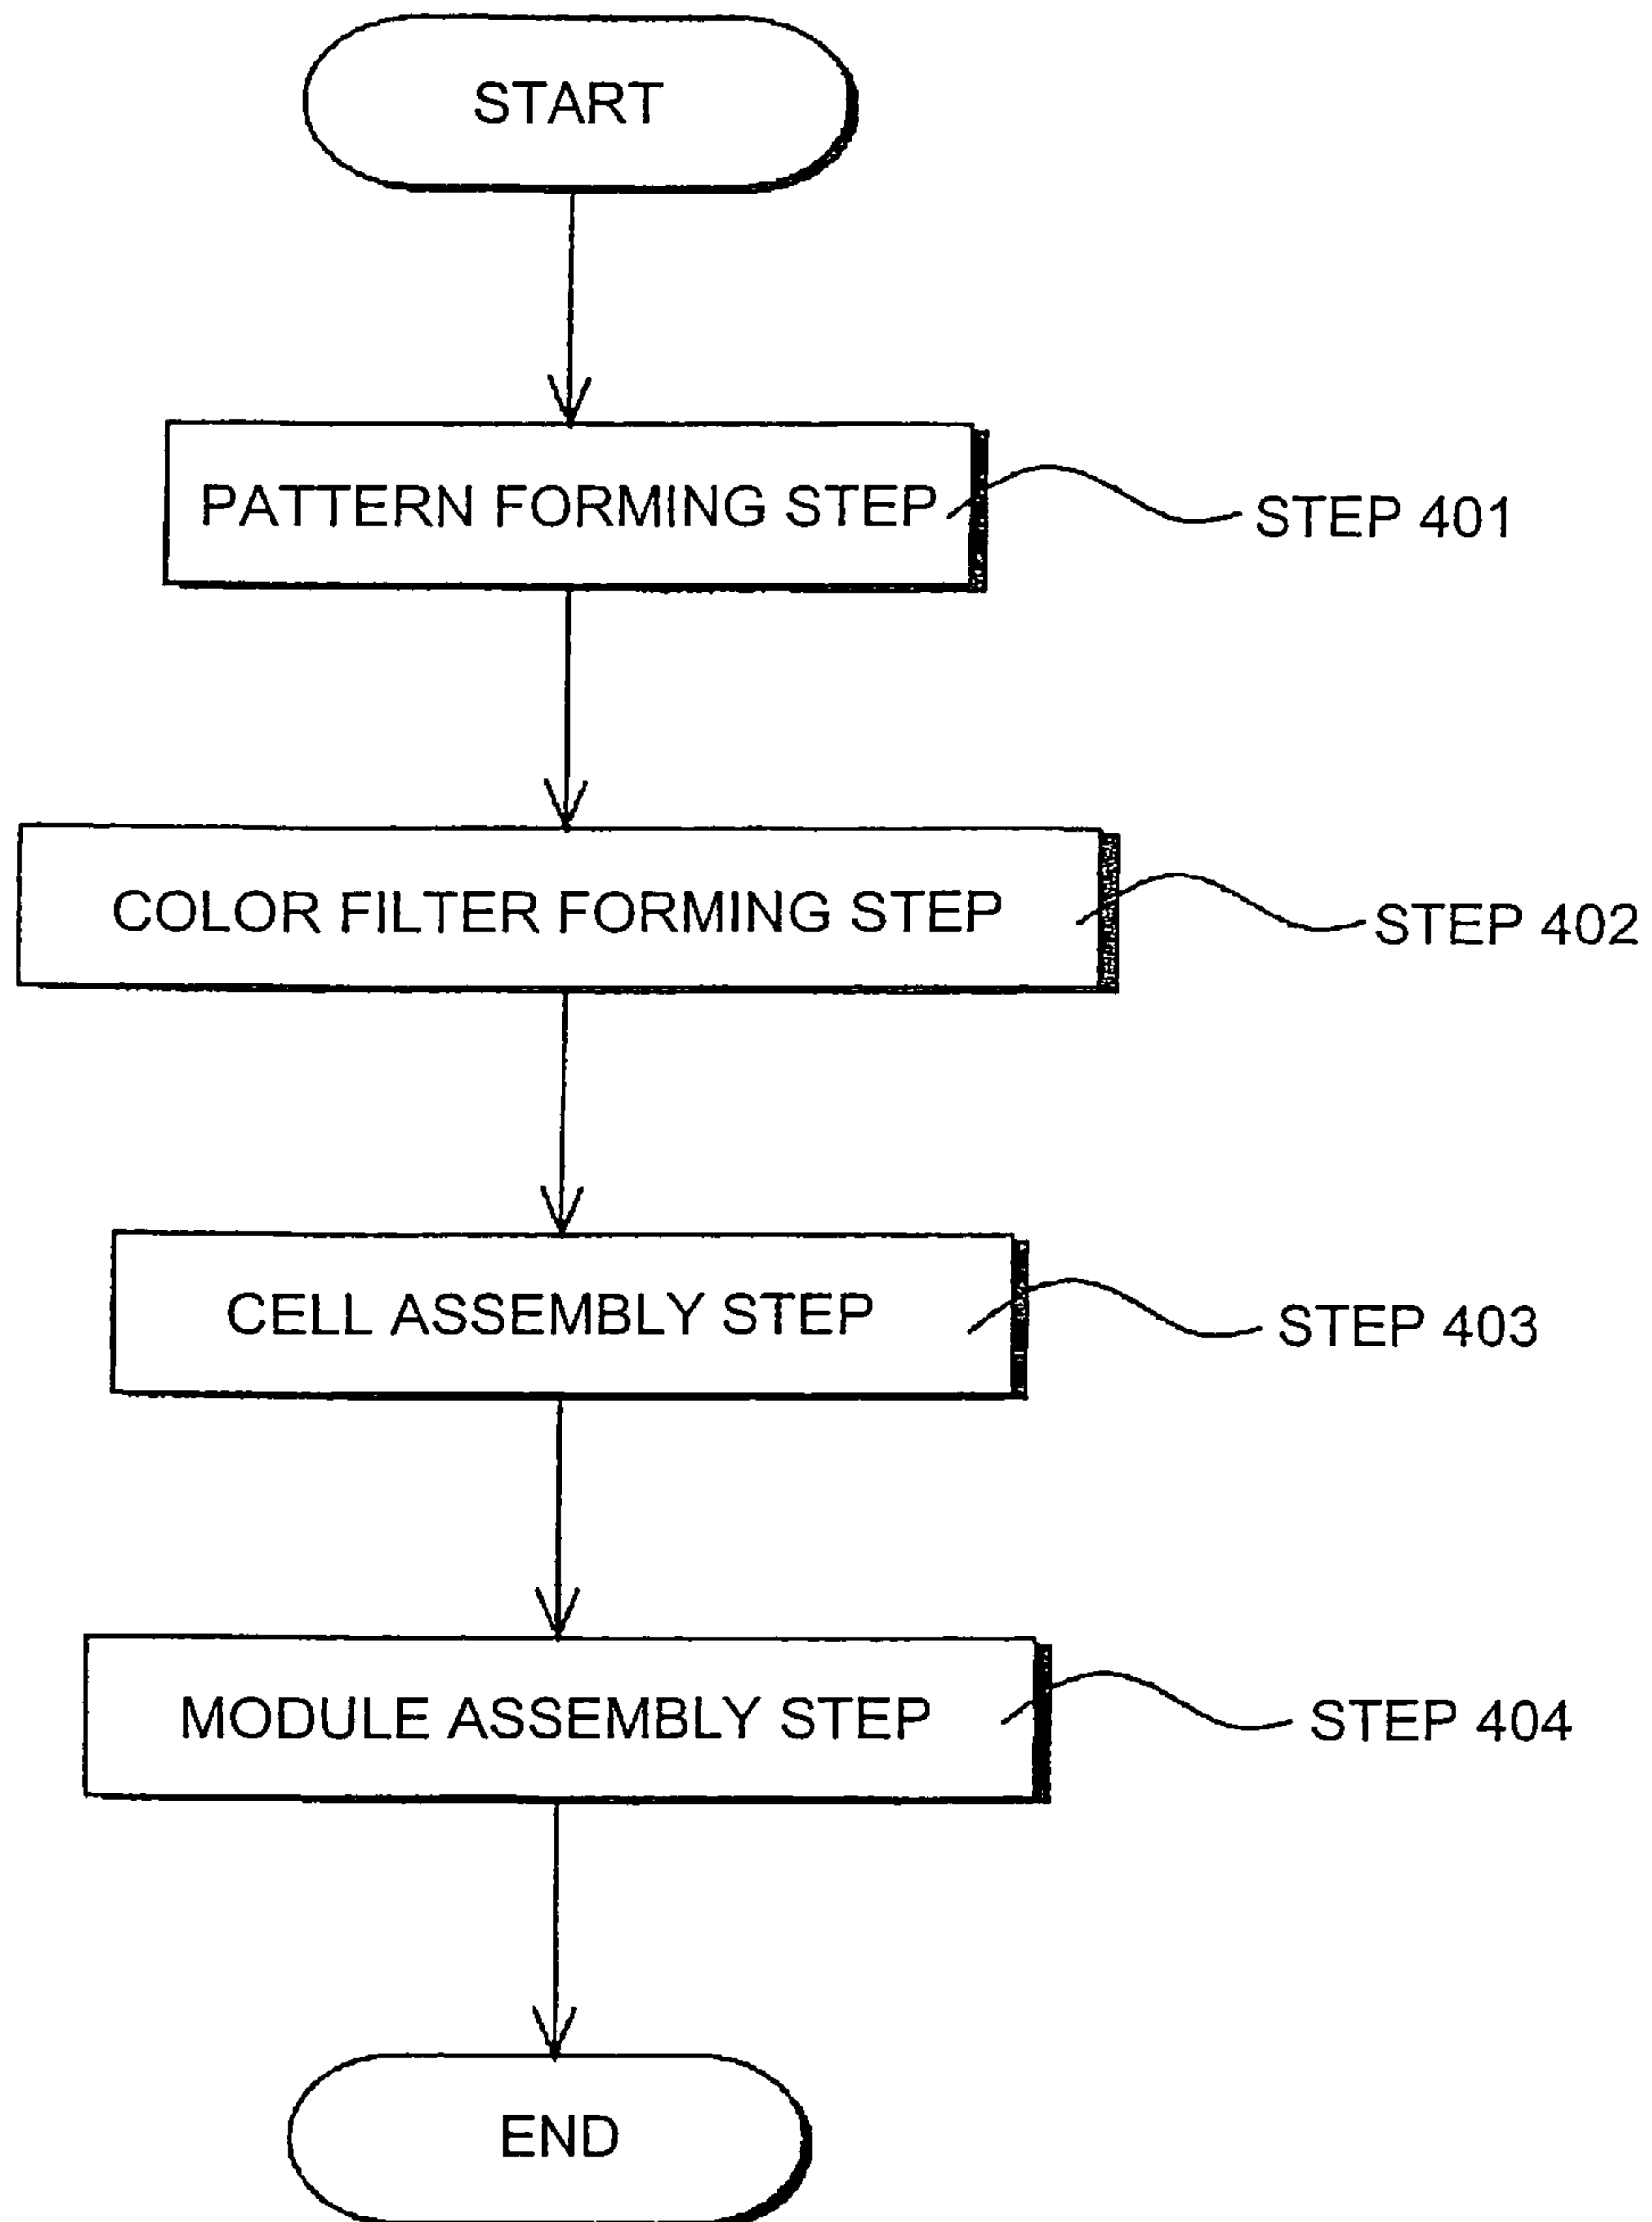 START
PATTERN FORMING STEP
STEP 401
COLOR FILTER FORMING STEP
STEP 402
CELL ASSEMBLY STEP
STEP 403
MODULE ASSEMBLY STEP
STEP 404
END